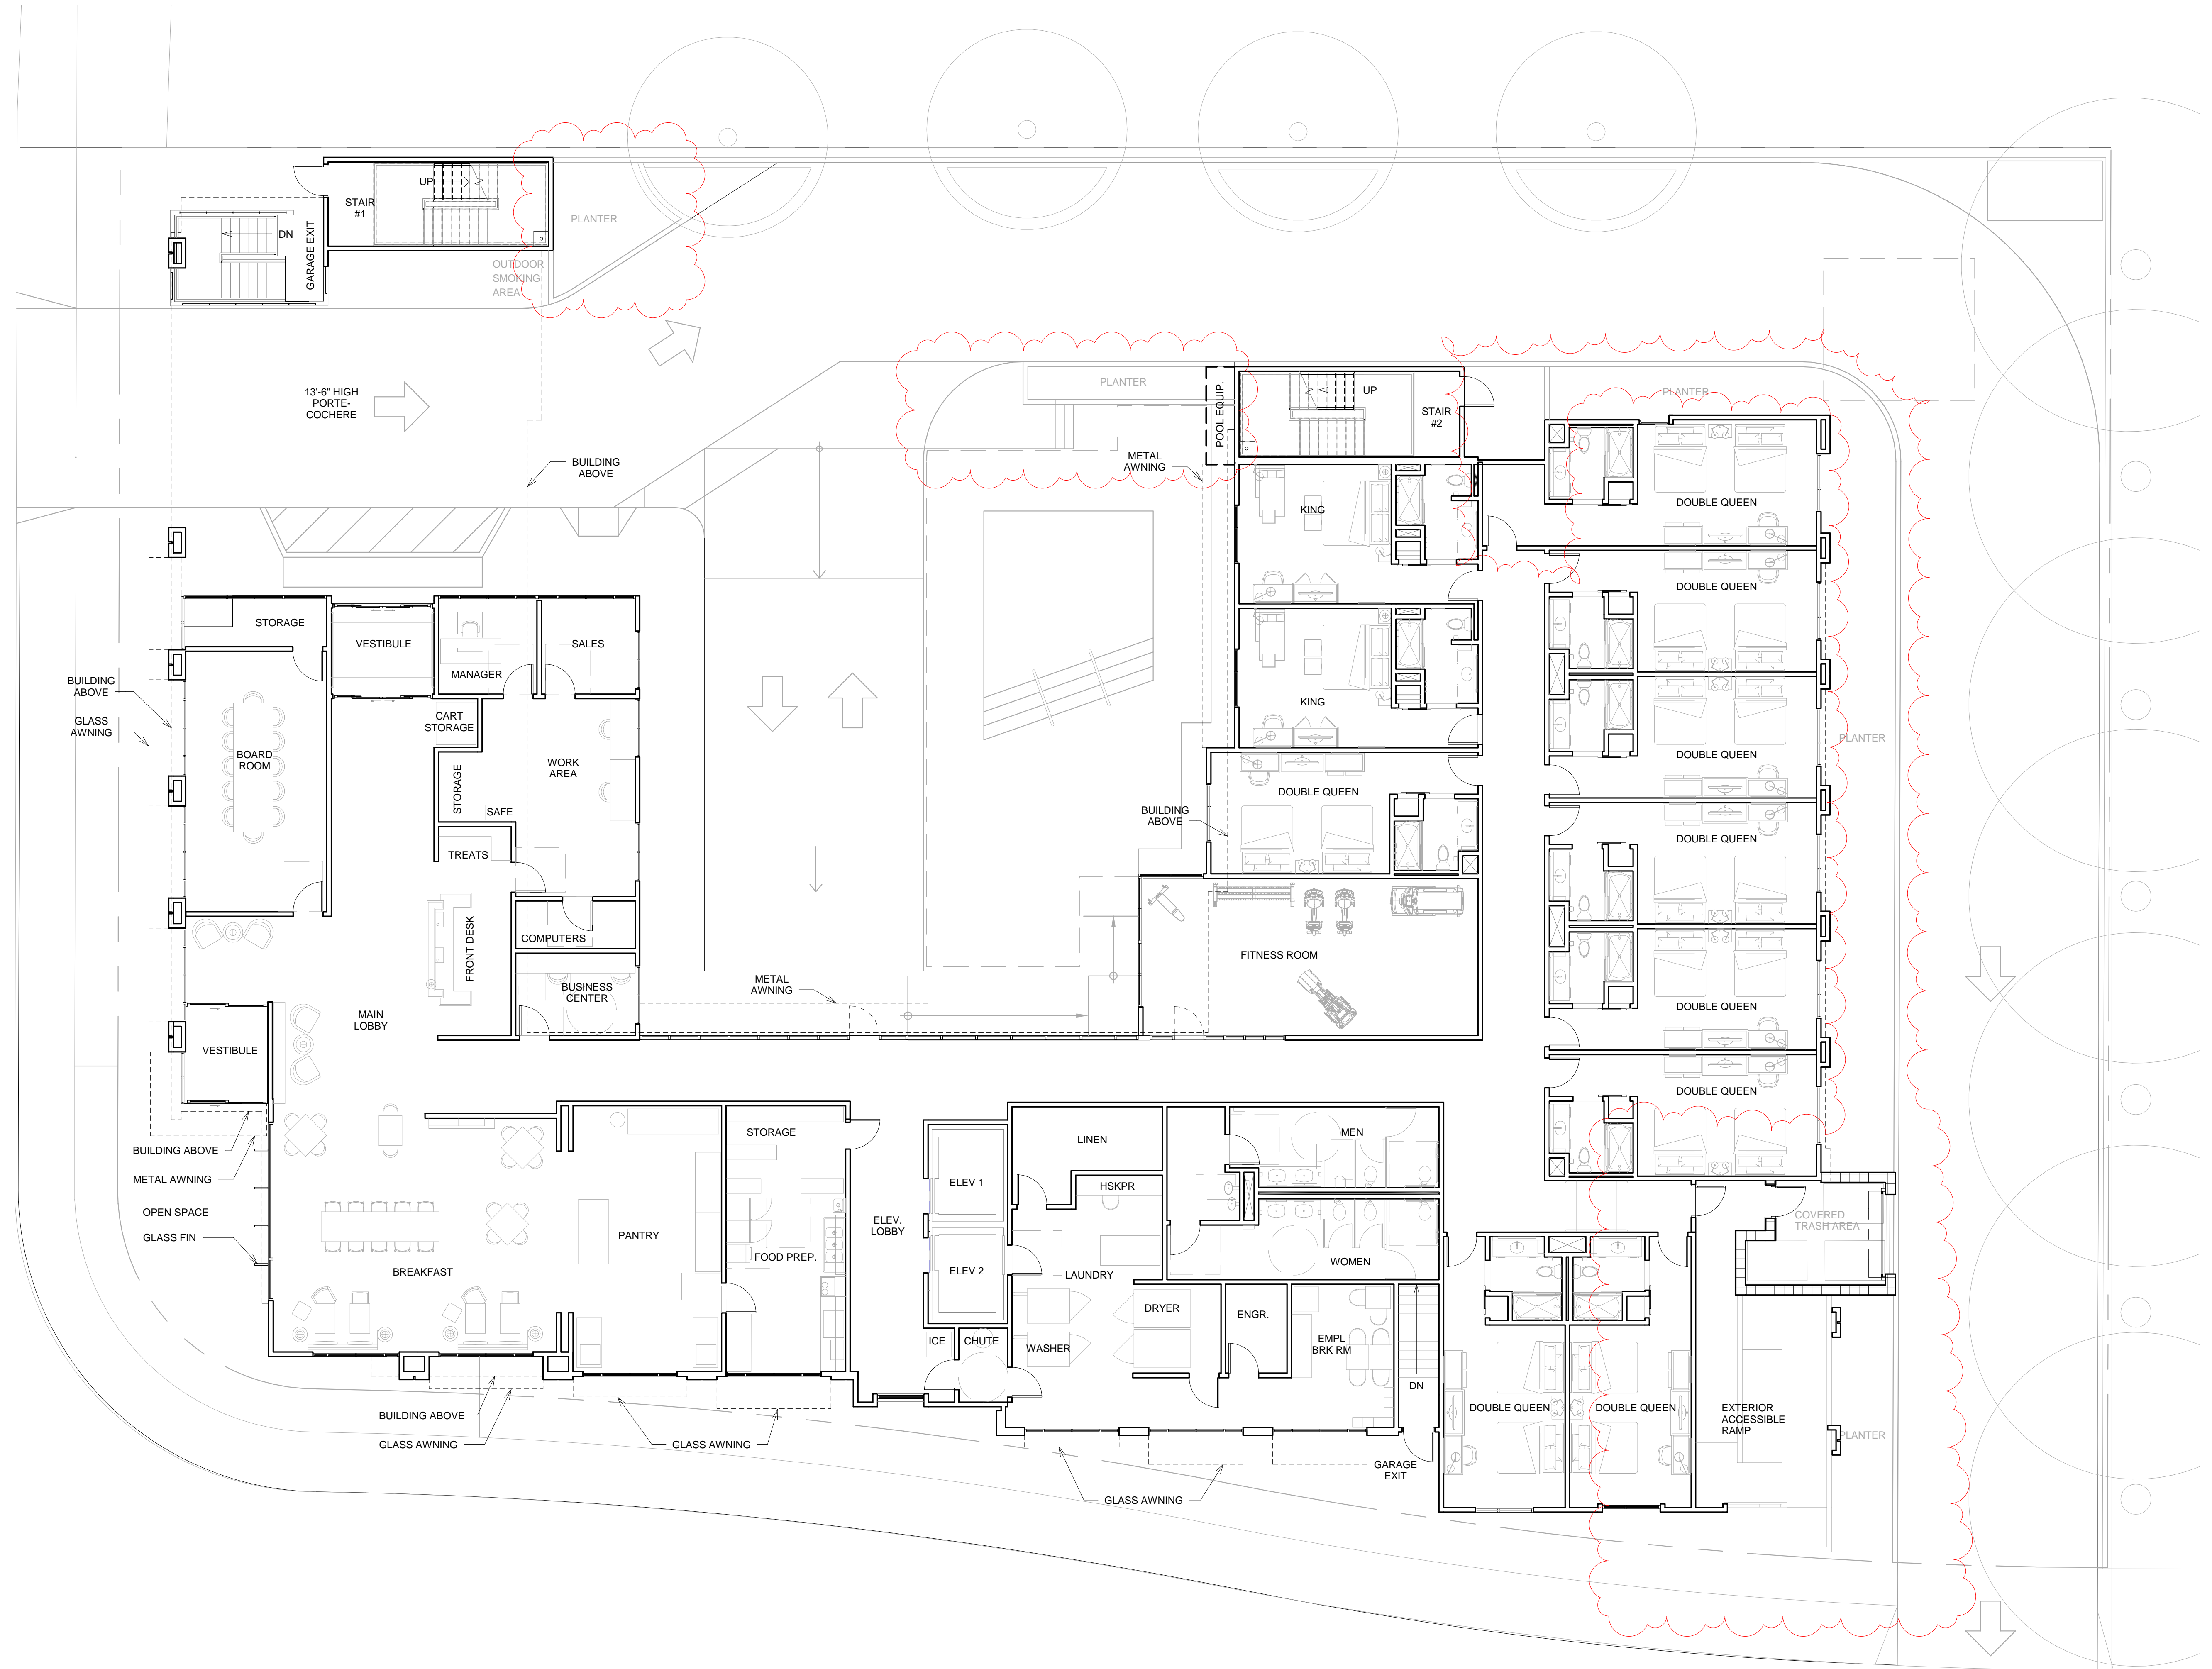 UP
STAIR
#1
PLANTER
DN
GARAGE EXIT
OUTDOOR
SMOKING
AREA
13'-6" HIGH
PORTE-
COCHERE
BUILDING
ABOVE
PLANTER
POOL EQUIP.
UP
STAIR
#2
METAL
AWNING
PLANTER
KING
DOUBLE QUEEN
DOUBLE QUEEN
STORAGE
VESTIBULE
MANAGER
SALES
BUILDING
ABOVE
GLASS
AWNING
CART
STORAGE
KING
BOARD
ROOM
WORK
AREA
STORAGE
SAFE
DOUBLE QUEEN
DOUBLE QUEEN
PLANTER
BUILDING
ABOVE
TREATS
DOUBLE QUEEN
FRONT DESK
COMPUTERS
FITNESS ROOM
METAL
AWNING
BUSINESS
CENTER
DOUBLE QUEEN
MAIN
LOBBY
VESTIBULE
DOUBLE QUEEN
BUILDING ABOVE
METAL AWNING
OPEN SPACE
GLASS FIN
STORAGE
LINEN
MEN
ELEV 1
HSKPR
ELEV.
LOBBY
PANTRY
FOOD PREP.
COVERED
TRASH AREA
BREAKFAST
ELEV 2
LAUNDRY
WOMEN
DRYER
ENGR.
ICE
CHUTE
WASHER
EMPL
BRK RM
DN
BUILDING ABOVE
GLASS AWNING
GLASS AWNING
DOUBLE QUEEN
DOUBLE QUEEN
EXTERIOR
ACCESSIBLE
RAMP
PLANTER
GARAGE
EXIT
GLASS AWNING